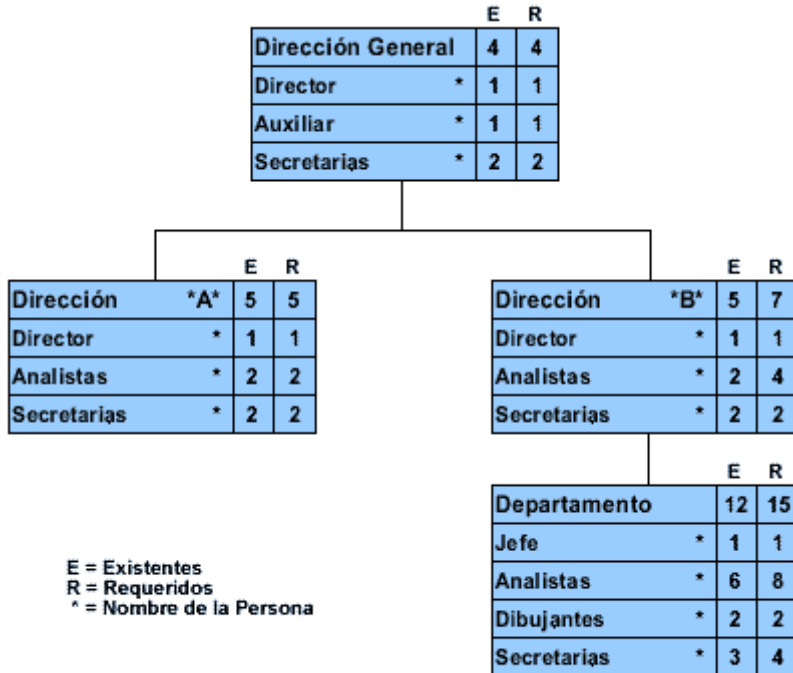 E R
Dirección General 4 4
Director * 1 1
Auxiliar * 1 1
Secretarias * 2 2
E R
Dirección *A* 5 5
Director * 1 1
Analistas * 2 2
Secretarias * 2 2
E R
Dirección *B* 5 7
Director * 1 1
Analistas * 2 4
Secretarias * 2 2
E R
Departamento 12 15
Jefe * 1 1
Analistas * 6 8
Dibujantes * 2 2
Secretarias * 3 4
E = Existentes
R = Requeridos
* = Nombre de la Persona